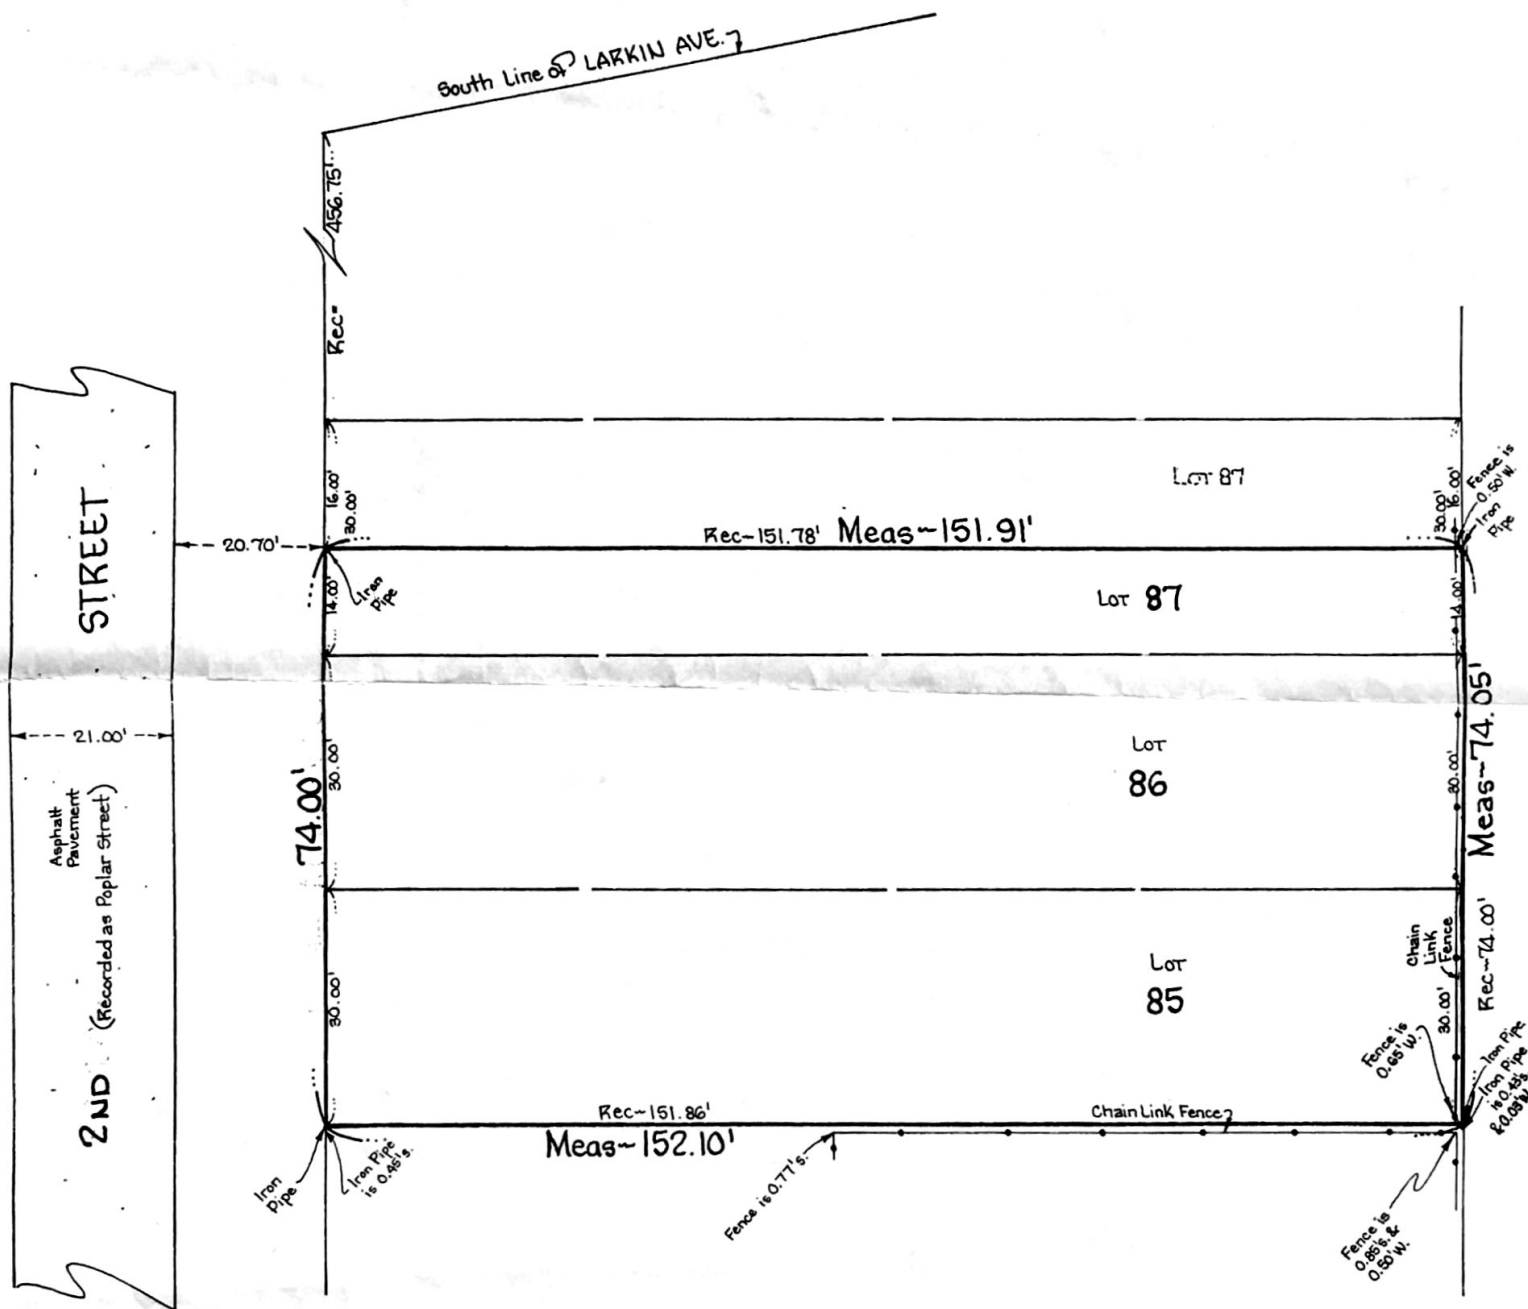 South Line of LARKIN AVE.
456.75'
Rec=
16.00'
30.00'
Lot 87
30.00'
16.00'
Fence is
0.50' W.
Iron
Pipe
20.70'
Rec~151.78' Meas~151.91'
Iron
Pipe
14.00'
Lot 87
14.00'
STREET
21.00'
Asphalt
Pavement
2ND (Recorded as Poplar Street)
74.00'
30.00'
Lot
86
30.00'
Meas~74.05'
Rec~74.00'
30.00'
Lot
85
Chain
Link
Fence
30.00'
Fence is
0.65' W.
Iron Pipe
Iron Pipe
is 0.43's.
& 0.03' W.
Rec~151.86'
Meas~152.10'
Chain Link Fence
Iron
Pipe
Iron Pipe
is 0.45's.
Fence is 0.77's.
Fence is
0.85's. &
0.50' W.